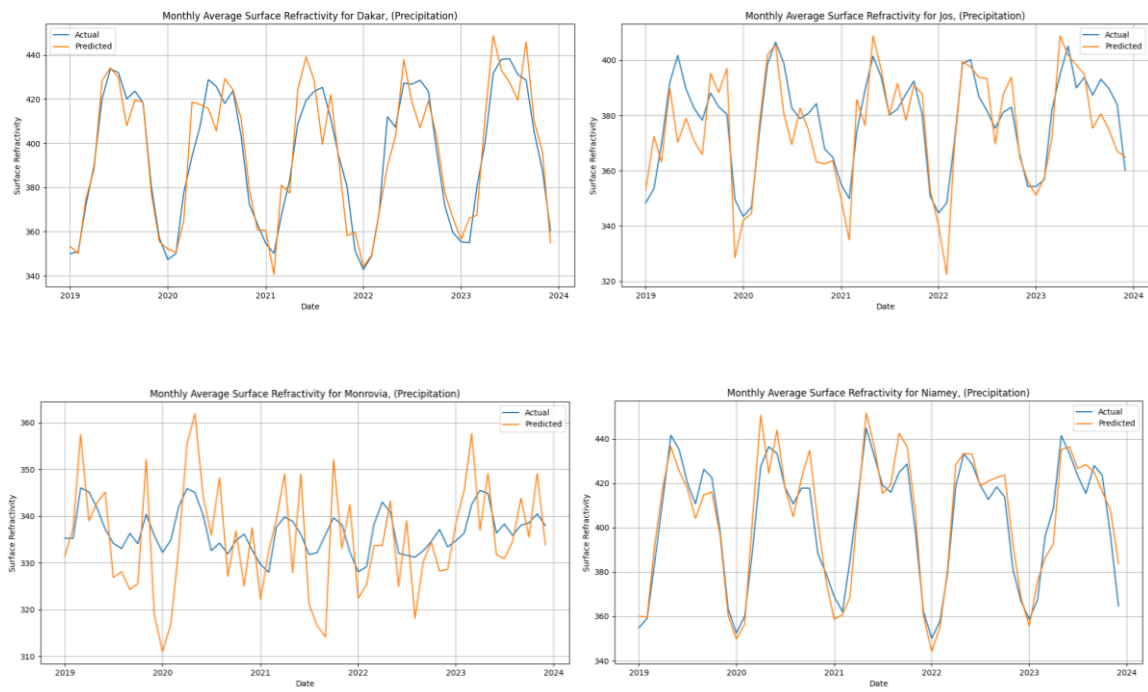 Monthly Average Surface Refractivity for Dakar, (Precipitation)
Actual
Predicted
440
420
400
380
360
340
Surface Refractivity
2019 2020 2021 2022 2023 2024
Date
Monthly Average Surface Refractivity for Jos, (Precipitation)
Actual
Predicted
400
380
360
340
320
Surface Refractivity
2019 2020 2021 2022 2023 2024
Date
Monthly Average Surface Refractivity for Monrovia, (Precipitation)
Actual
Predicted
360
350
340
330
320
310
Surface Refractivity
2019 2020 2021 2022 2023 2024
Date
Monthly Average Surface Refractivity for Niamey, (Precipitation)
Actual
Predicted
440
420
400
380
360
340
Surface Refractivity
2019 2020 2021 2022 2023 2024
Date